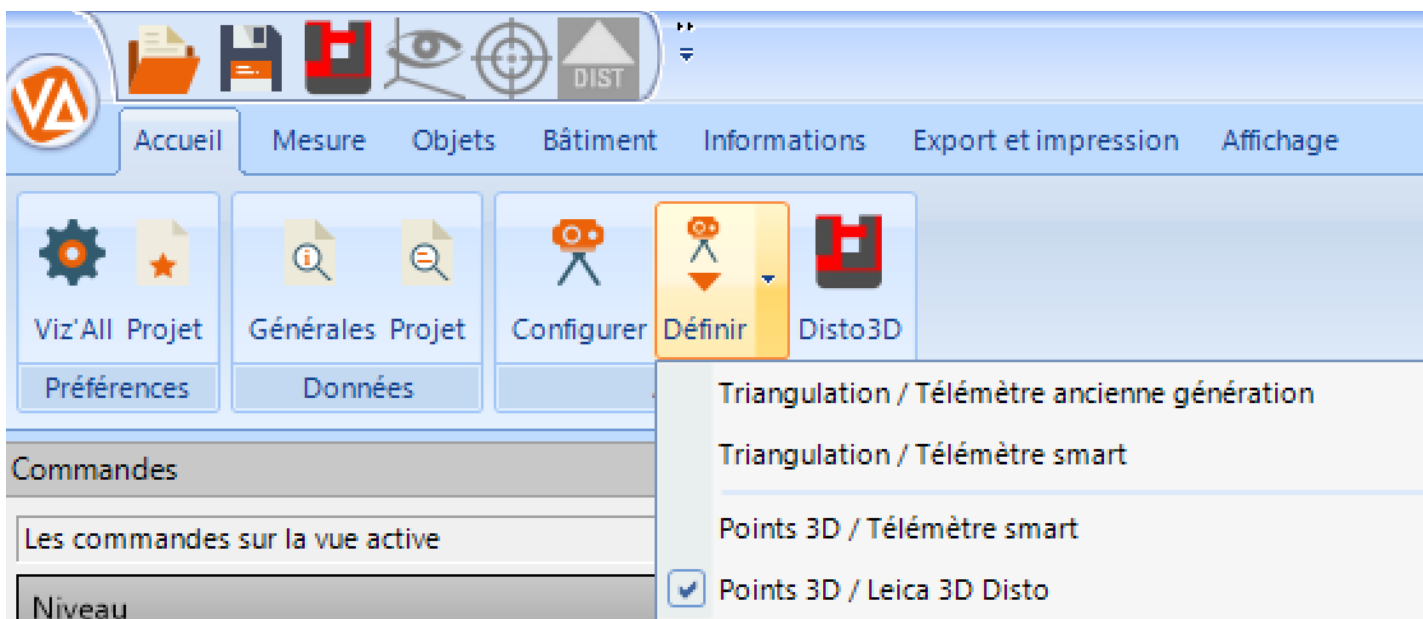 DIST
Accueil Mesure Objets Bâtiment Informations Export et impression Affichage
Viz'All Projet Générales Projet Configurer Définir Disto3D
Préférences Données
Triangulation / Télémètre ancienne génération
Triangulation / Télémètre smart
Commandes
Points 3D / Télémètre smart
Les commandes sur la vue active
Points 3D / Leica 3D Disto
Niveau